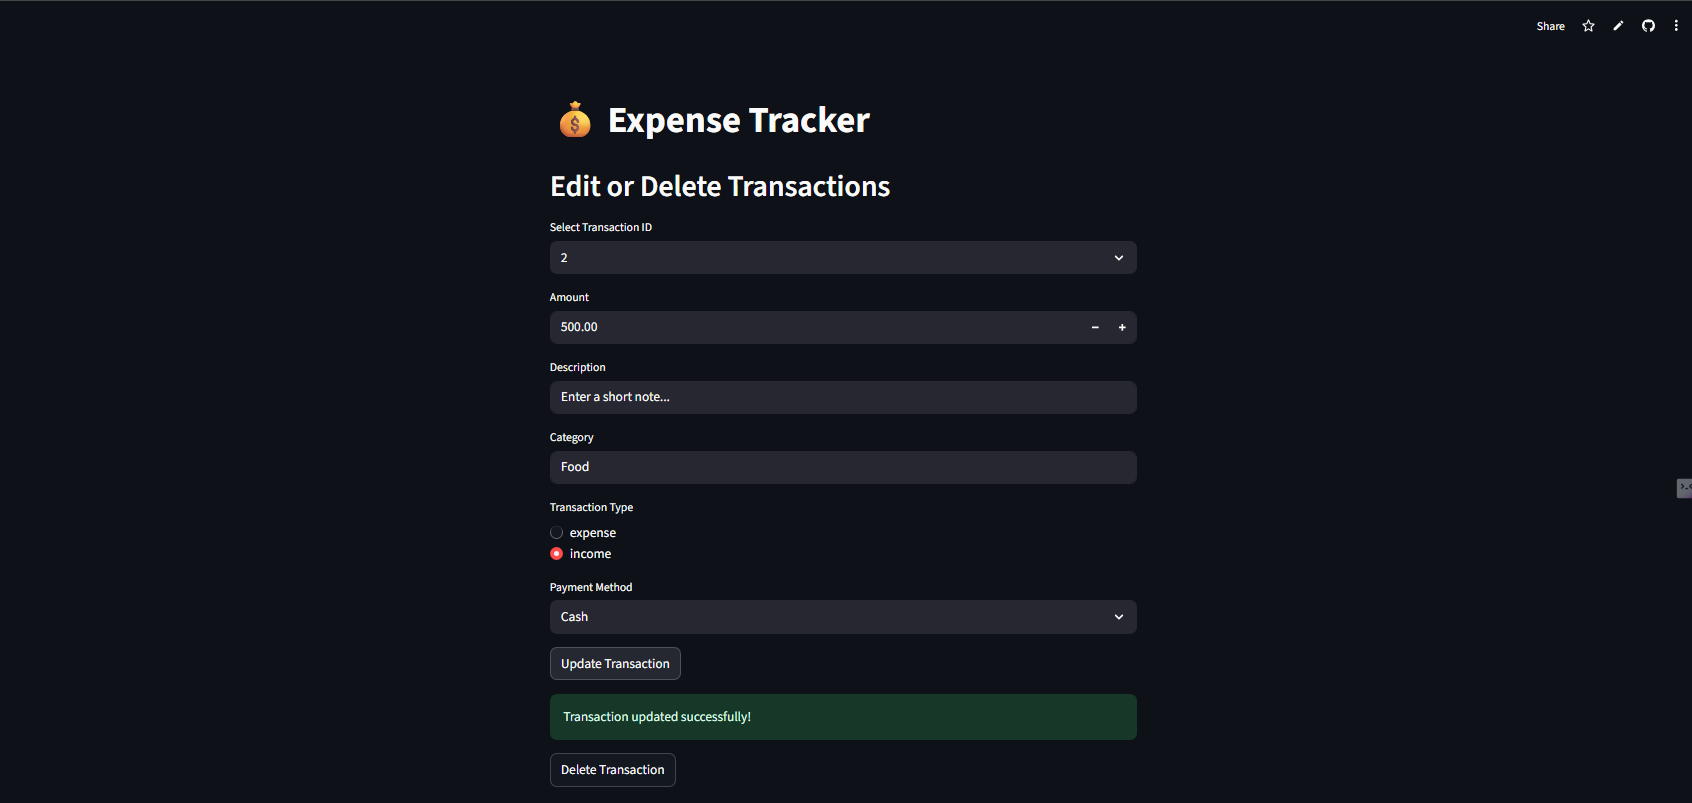 Share
Expense Tracker
Edit or Delete Transactions
Select Transaction ID
2
Amount
500.00
Description
Enter a short note...
Category
Food
Transaction Type
expense
income
Payment Method
Cash
Update Transaction
Transaction updated successfully!
Delete Transaction